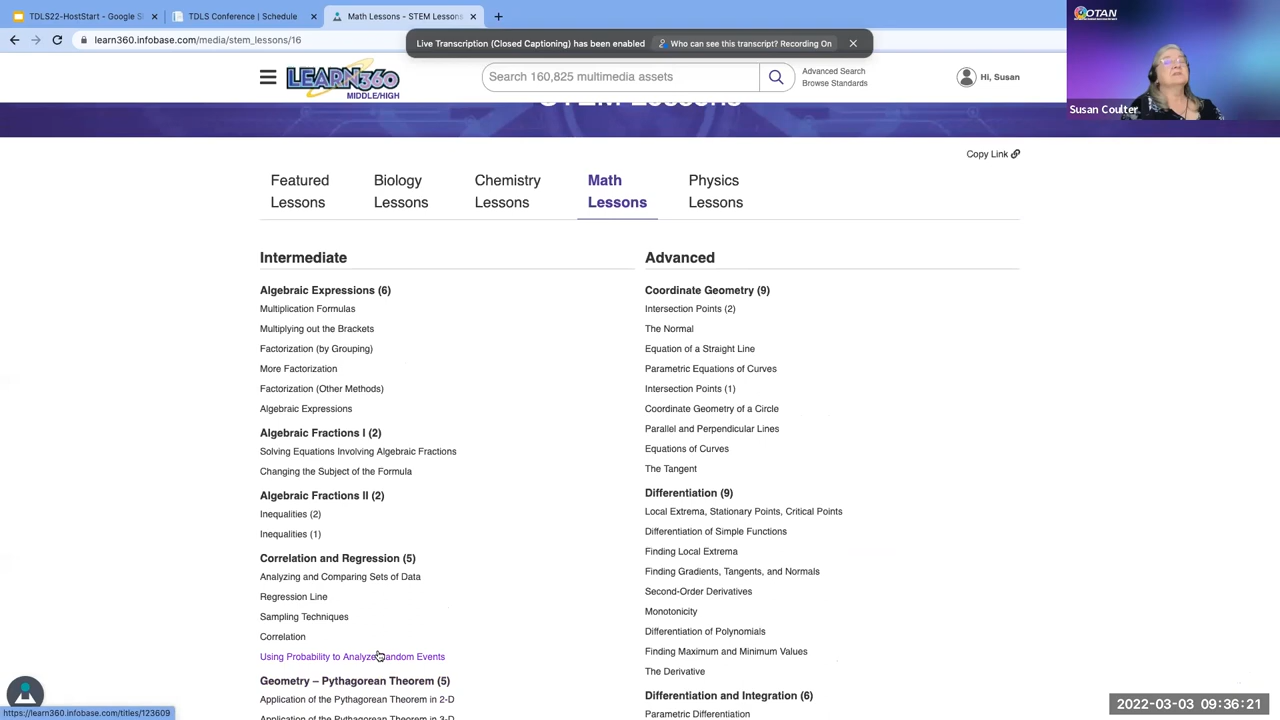 TDLS22-HostStart - Google Sl
TDLS Conference | Schedule
Math Lessons - STEM Lessons
learn360.infobase.com/media/stem_lessons/16
Live Transcription (Closed Captioning) has been enabled
Who can see this transcript? Recording On
OTAN
Susan Coulter
LEARN360
MIDDLE/HIGH
Search 160,825 multimedia assets
Advanced Search
Browse Standards
Hi, Susan
STEM Lessons
Copy Link
Featured Lessons
Biology Lessons
Chemistry Lessons
Math Lessons
Physics Lessons
Intermediate
Algebraic Expressions (6)
Multiplication Formulas
Multiplying out the Brackets
Factorization (by Grouping)
More Factorization
Factorization (Other Methods)
Algebraic Expressions
Algebraic Fractions I (2)
Solving Equations Involving Algebraic Fractions
Changing the Subject of the Formula
Algebraic Fractions II (2)
Inequalities (2)
Inequalities (1)
Correlation and Regression (5)
Analyzing and Comparing Sets of Data
Regression Line
Sampling Techniques
Correlation
Using Probability to Analyze Random Events
Geometry – Pythagorean Theorem (5)
Application of the Pythagorean Theorem in 2-D
Application of the Pythagorean Theorem in 3-D
Advanced
Coordinate Geometry (9)
Intersection Points (2)
The Normal
Equation of a Straight Line
Parametric Equations of Curves
Intersection Points (1)
Coordinate Geometry of a Circle
Parallel and Perpendicular Lines
Equations of Curves
The Tangent
Differentiation (9)
Local Extrema, Stationary Points, Critical Points
Differentiation of Simple Functions
Finding Local Extrema
Finding Gradients, Tangents, and Normals
Second-Order Derivatives
Monotonicity
Differentiation of Polynomials
Finding Maximum and Minimum Values
The Derivative
Differentiation and Integration (6)
Parametric Differentiation
https://learn360.infobase.com/titles/123609
2022-03-03 09:36:21